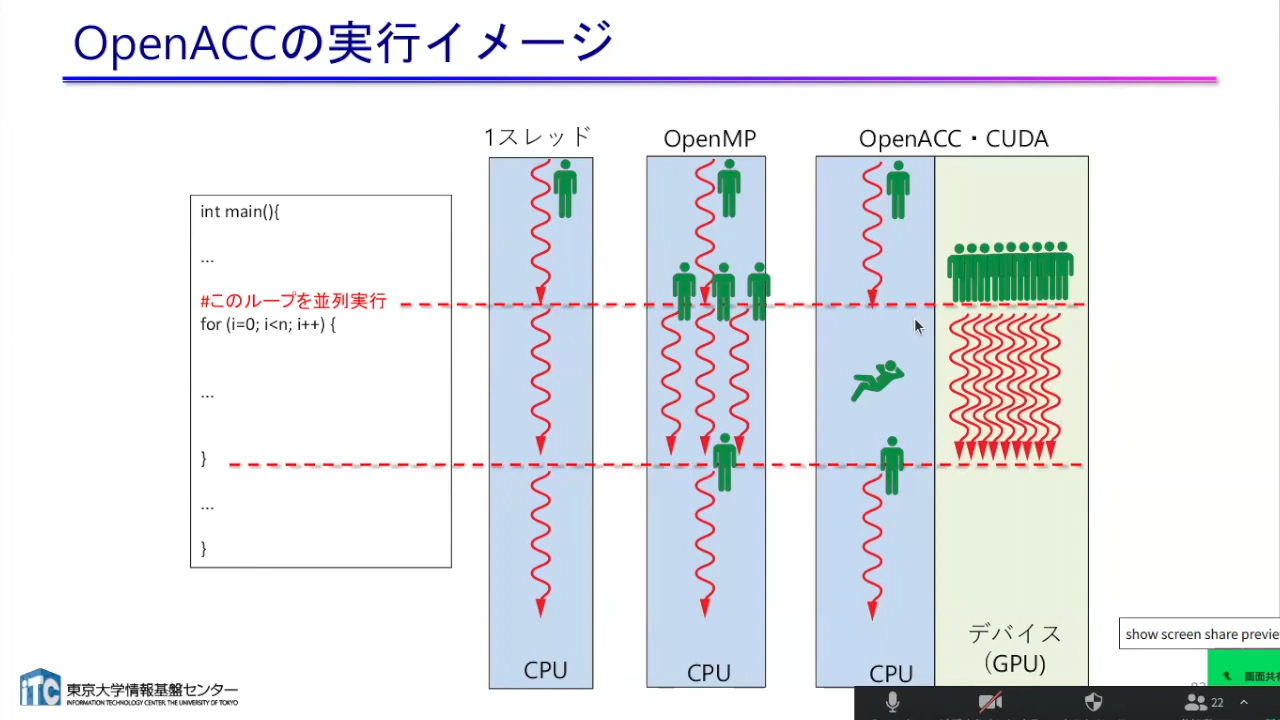 OpenACCの実行イメージ
1スレッド
OpenMP
OpenACC・CUDA
int main(){
...
#このループを並列実行
for (i=0; i<n; i++) {
...
}
...
}
CPU
CPU
CPU
デバイス
(GPU)
iTC 東京大学情報基盤センター
INFORMATION TECHNOLOGY CENTER, THE UNIVERSITY OF TOKYO
show screen share previe
画面共有
22